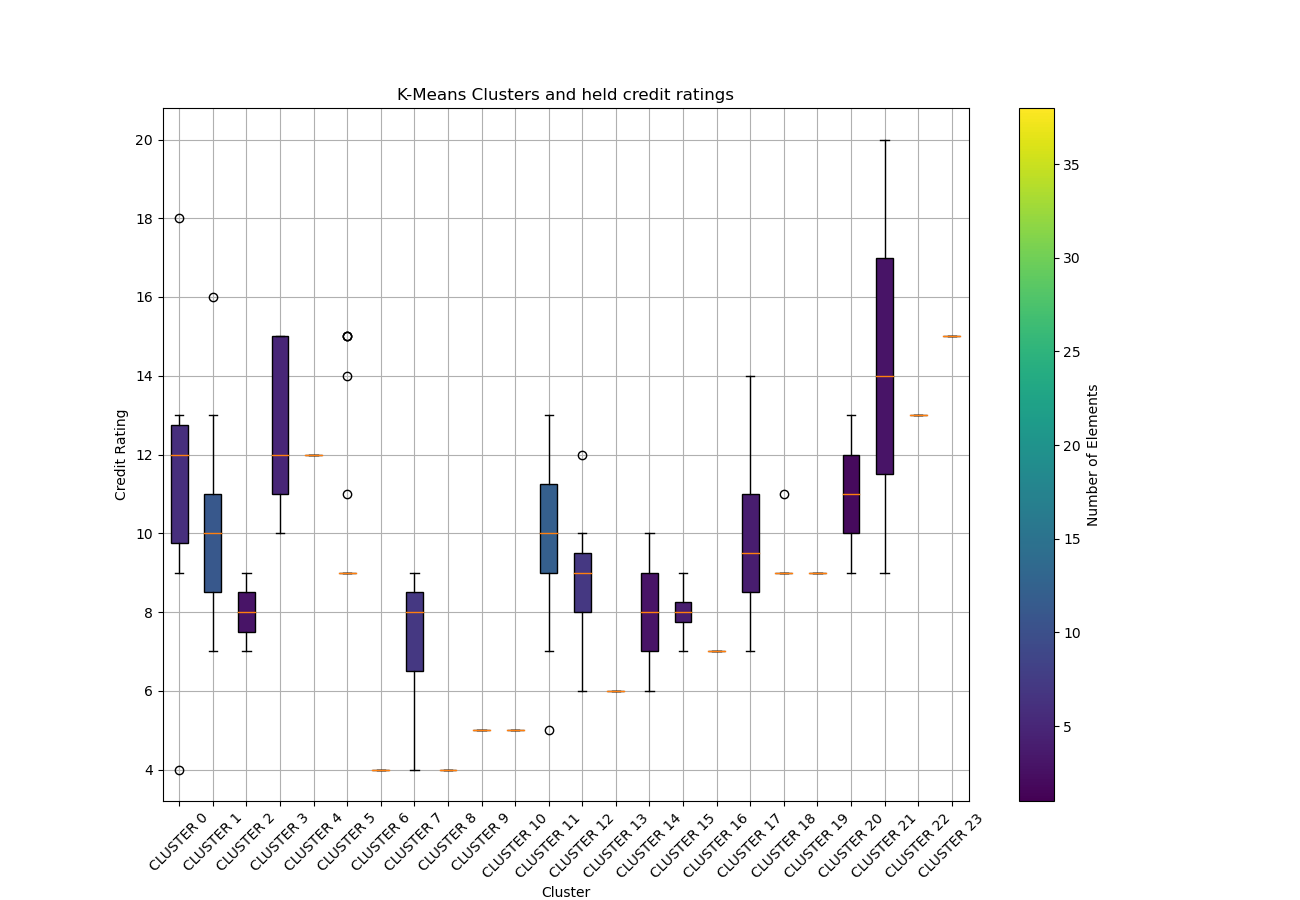 K-Means Clusters and held credit ratings
Credit Rating
20
18
16
14
12
10
8
6
4
CLUSTER 0
CLUSTER 1
CLUSTER 2
CLUSTER 3
CLUSTER 4
CLUSTER 5
CLUSTER 6
CLUSTER 7
CLUSTER 8
CLUSTER 9
CLUSTER 10
CLUSTER 11
CLUSTER 12
CLUSTER 13
CLUSTER 14
CLUSTER 15
CLUSTER 16
CLUSTER 17
CLUSTER 18
CLUSTER 19
CLUSTER 20
CLUSTER 21
CLUSTER 22
CLUSTER 23
Cluster
35
30
25
20
15
10
5
Number of Elements